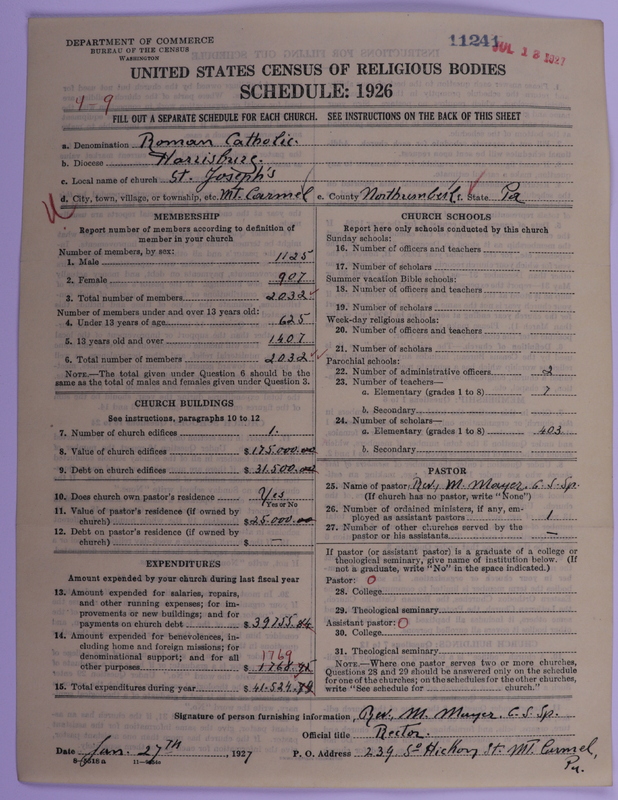 DEPARTMENT OF COMMERCE
BUREAU OF THE CENSUS
WASHINGTON
11241 JUL 1927
UNITED STATES CENSUS OF RELIGIOUS BODIES
SCHEDULE: 1926
4-9
FILL OUT A SEPARATE SCHEDULE FOR EACH CHURCH. SEE INSTRUCTIONS ON THE BACK OF THIS SHEET
a. Denomination Roman Catholic.
b. Diocese Harrisburg.
c. Local name of church St. Joseph's
d. City, town, village, or township, etc. Mt. Carmel e. County f. State Pa
MEMBERSHIP
Report number of members according to definition of
member in your church
Number of members, by sex:
1. Male 1125
2. Female 907
3. Total number of members 2032
Number of members under and over 13 years old:
4. Under 13 years of age 625
5. 13 years old and over 1407
6. Total number of members 2032
NOTE.—The total given under Question 6 should be the
same as the total of males and females given under Question 3.
CHURCH BUILDINGS
See instructions, paragraphs 10 to 12
7. Number of church edifices 1.
8. Value of church edifices $175.000.00
9. Debt on church edifices $31.500.00
10. Does church own pastor's residence Yes
Yes or No
11. Value of pastor's residence (if owned by
church) $25.000.00
12. Debt on pastor's residence (if owned by
church) $ —
EXPENDITURES
Amount expended by your church during last fiscal year
13. Amount expended for salaries, repairs,
and other running expenses; for im-
provements or new buildings; and for
payments on church debt $39755.44
14. Amount expended for benevolences, in-
cluding home and foreign missions; for
denominational support; and for all 1769
other purposes $1768.
15. Total expenditures during year $41.524.
CHURCH SCHOOLS
Report here only schools conducted by this church
Sunday schools:
16. Number of officers and teachers
17. Number of scholars
Summer vacation Bible schools:
18. Number of officers and teachers
19. Number of scholars
Week-day religious schools:
20. Number of officers and teachers
21. Number of scholars
Parochial schools:
22. Number of administrative officers 2
23. Number of teachers—
a. Elementary (grades 1 to 8) 7
b. Secondary
24. Number of scholars—
a. Elementary (grades 1 to 8) 403
b. Secondary
PASTOR
25. Name of pastor Rev. M. Mayer. C.S.Sp.
(If church has no pastor, write "None")
26. Number of ordained ministers, if any, em-
ployed as assistant pastors 1
27. Number of other churches served by the
pastor or his assistants —
If pastor (or assistant pastor) is a graduate of a college or
theological seminary, give name of institution below. (If
not a graduate, write "No" in the space indicated.)
Pastor: O
28. College
29. Theological seminary
Assistant pastor: O
30. College
31. Theological seminary
NOTE.—Where one pastor serves two or more churches,
Questions 28 and 29 should be answered only on the schedule
for one of the churches; on the schedules for the other churches,
write "See schedule for church."
Signature of person furnishing information Rev. M. Mayer, C.S.Sp.
Official title Rector.
Date Jan. 27th 1927 P. O. Address 239 So Hickory St. Mt. Carmel,
Pa.